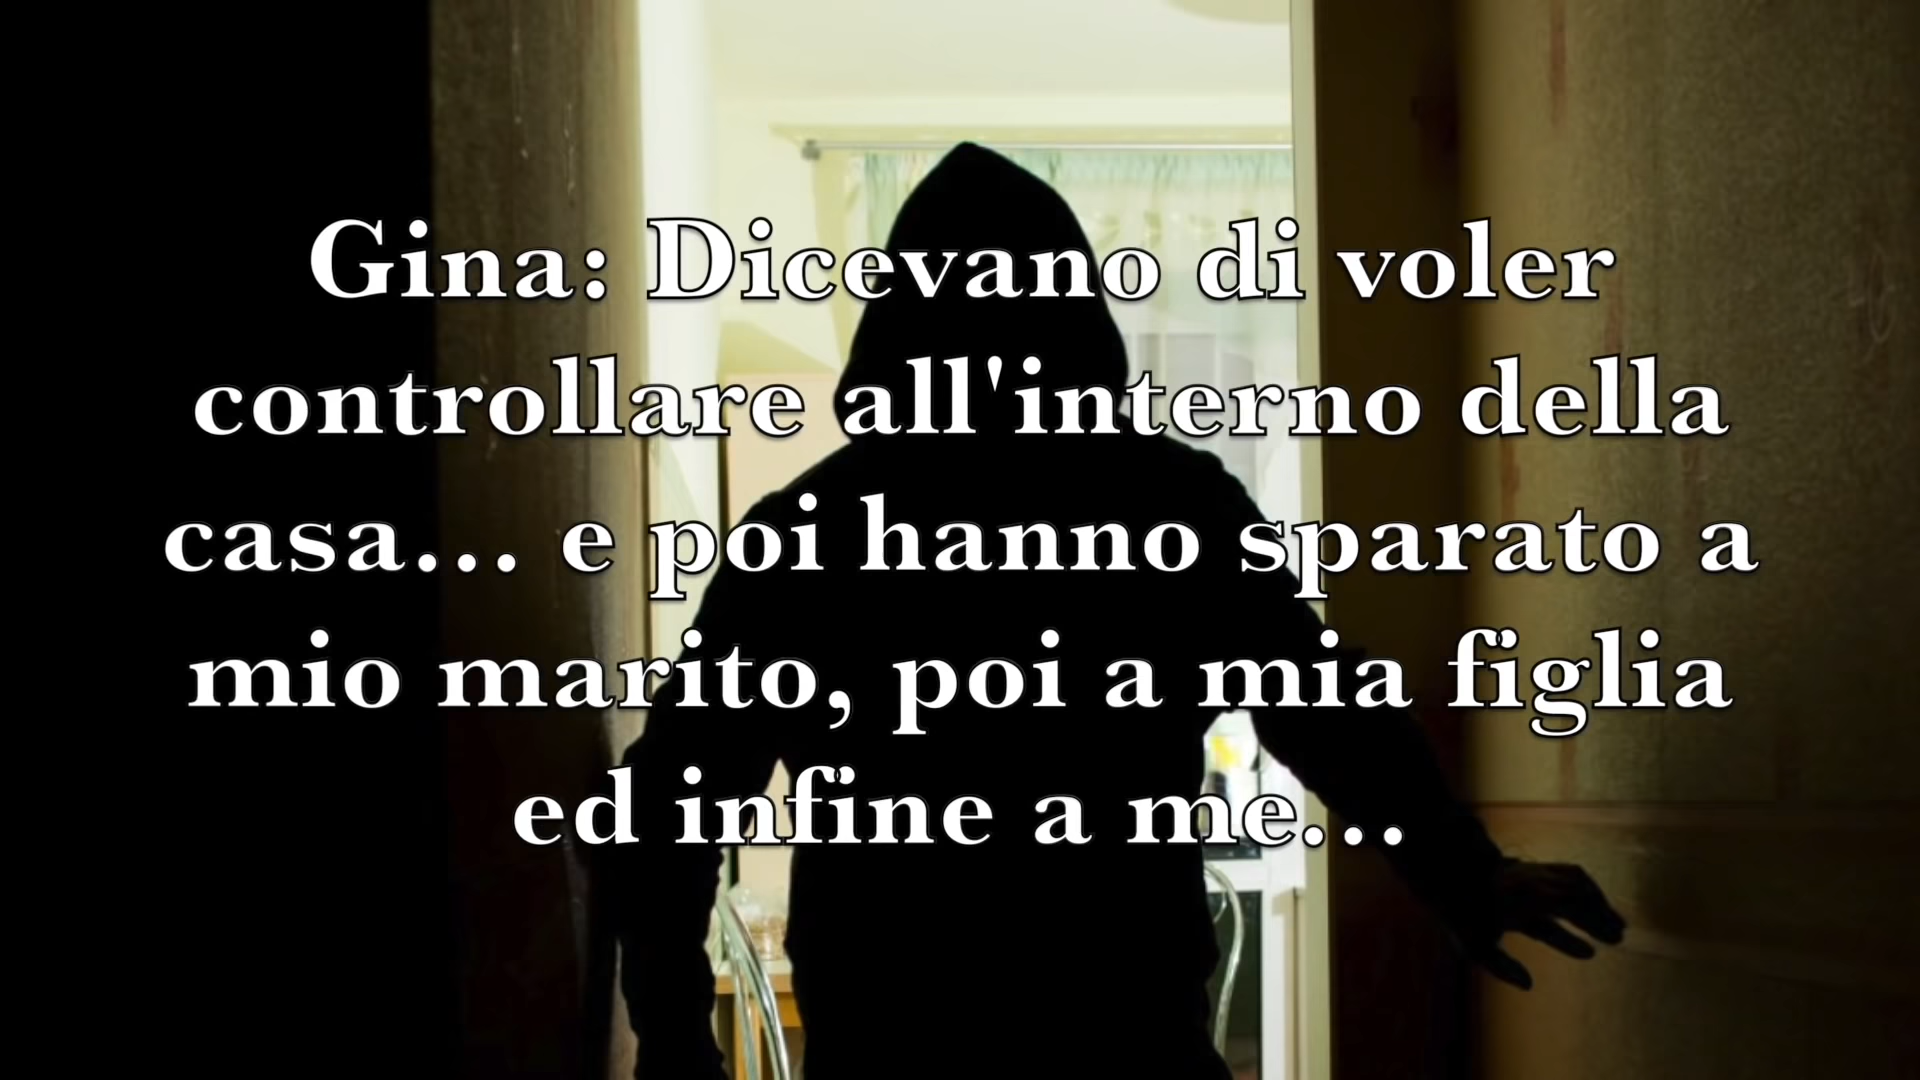 Gina: Dicevano di voler
controllare all'interno della
casa... e poi hanno sparato a
mio marito, poi a mia figlia
ed infine a me...